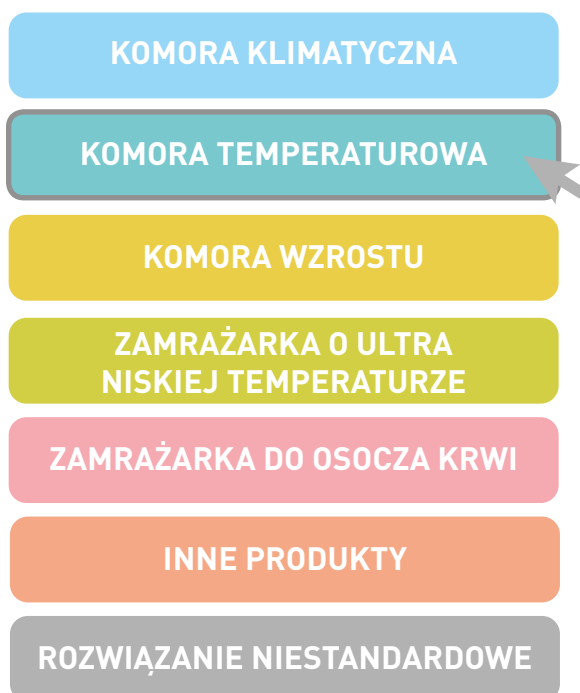 KOMORA KLIMATYCZNA
KOMORA TEMPERATUROWA
KOMORA WZROSTU
ZAMRAŻARKA O ULTRA
NISKIEJ TEMPERATURZE
ZAMRAŻARKA DO OSOCZA KRWI
INNE PRODUKTY
ROZWIĄZANIE NIESTANDARDOWE